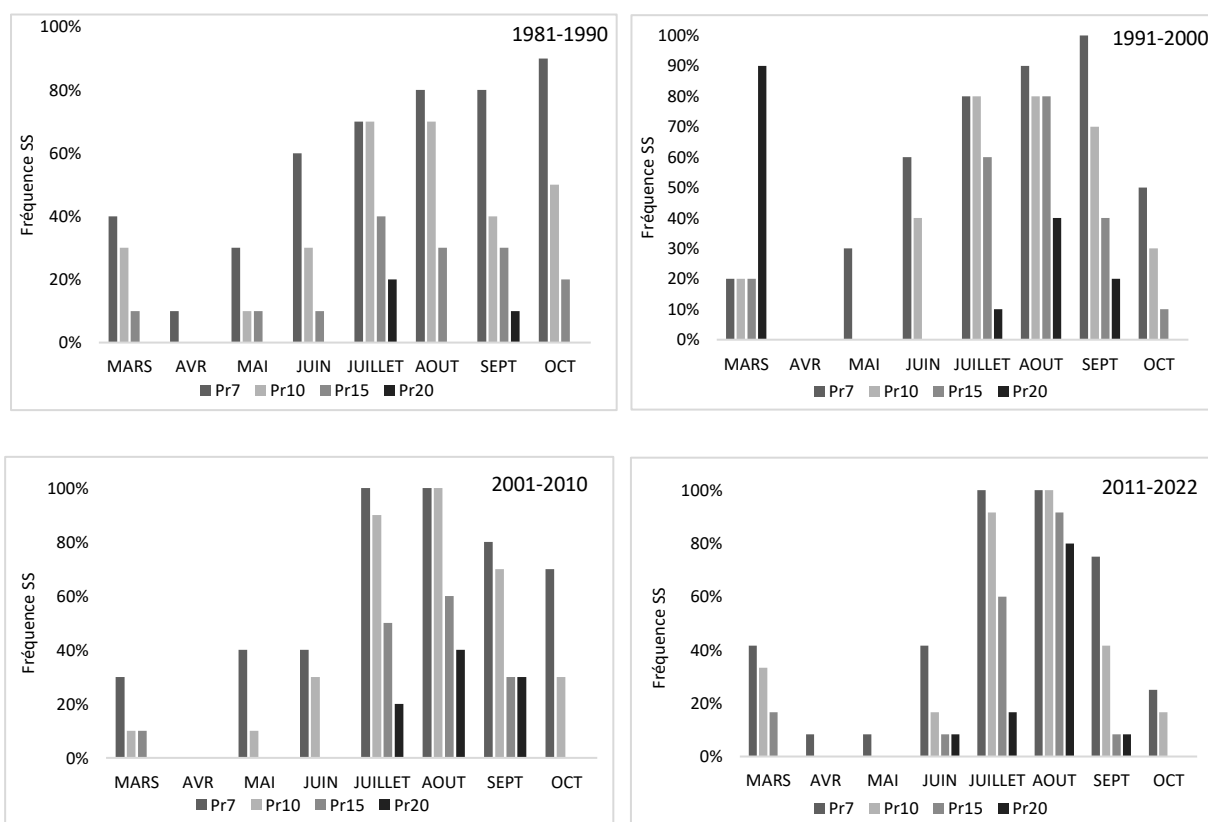 1981-1990
Fréquence SS
100%
80%
60%
40%
20%
0%
MARS AVR MAI JUIN JUILLET AOUT SEPT OCT
Pr7 Pr10 Pr15 Pr20
1991-2000
Fréquence SS
100%
90%
80%
70%
60%
50%
40%
30%
20%
10%
0%
MARS AVR MAI JUIN JUILLET AOUT SEPT OCT
Pr7 Pr10 Pr15 Pr20
2001-2010
Fréquence SS
100%
80%
60%
40%
20%
0%
MARS AVR MAI JUIN JUILLET AOUT SEPT OCT
Pr7 Pr10 Pr15 Pr20
2011-2022
Fréquence SS
100%
80%
60%
40%
20%
0%
MARS AVR MAI JUIN JUILLET AOUT SEPT OCT
Pr7 Pr10 Pr15 Pr20